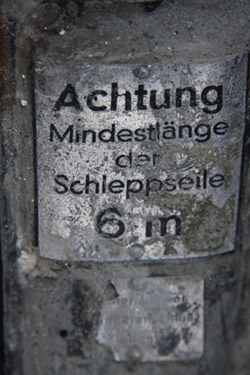 Achtung
Mindestlänge
der
Schleppseile
6 m